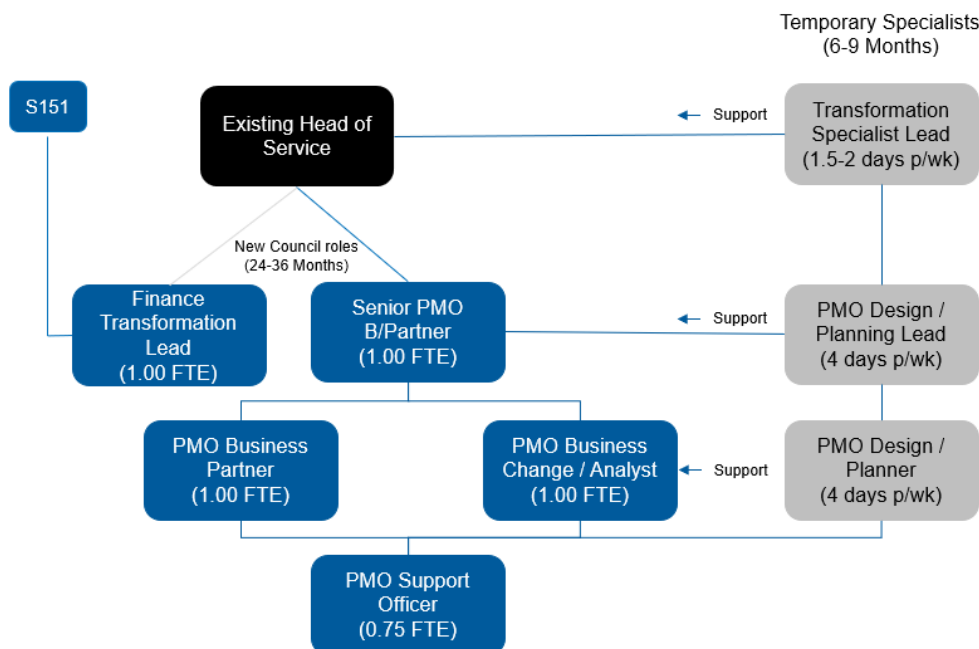 Temporary Specialists
(6-9 Months)
S151
Existing Head of
Service
Support
Transformation
Specialist Lead
(1.5-2 days p/wk)
New Council roles
(24-36 Months)
Finance
Transformation
Lead
(1.00 FTE)
Senior PMO
B/Partner
(1.00 FTE)
Support
PMO Design /
Planning Lead
(4 days p/wk)
PMO Business
Partner
(1.00 FTE)
PMO Business
Change / Analyst
(1.00 FTE)
Support
PMO Design /
Planner
(4 days p/wk)
PMO Support
Officer
(0.75 FTE)